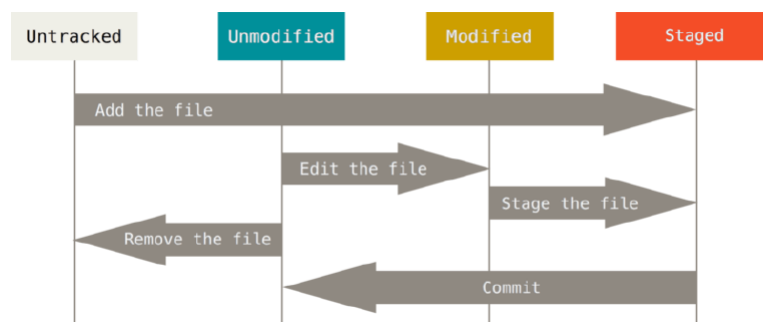 Untracked
Unmodified
Modified
Staged
Add the file
Edit the file
Stage the file
Remove the file
Commit